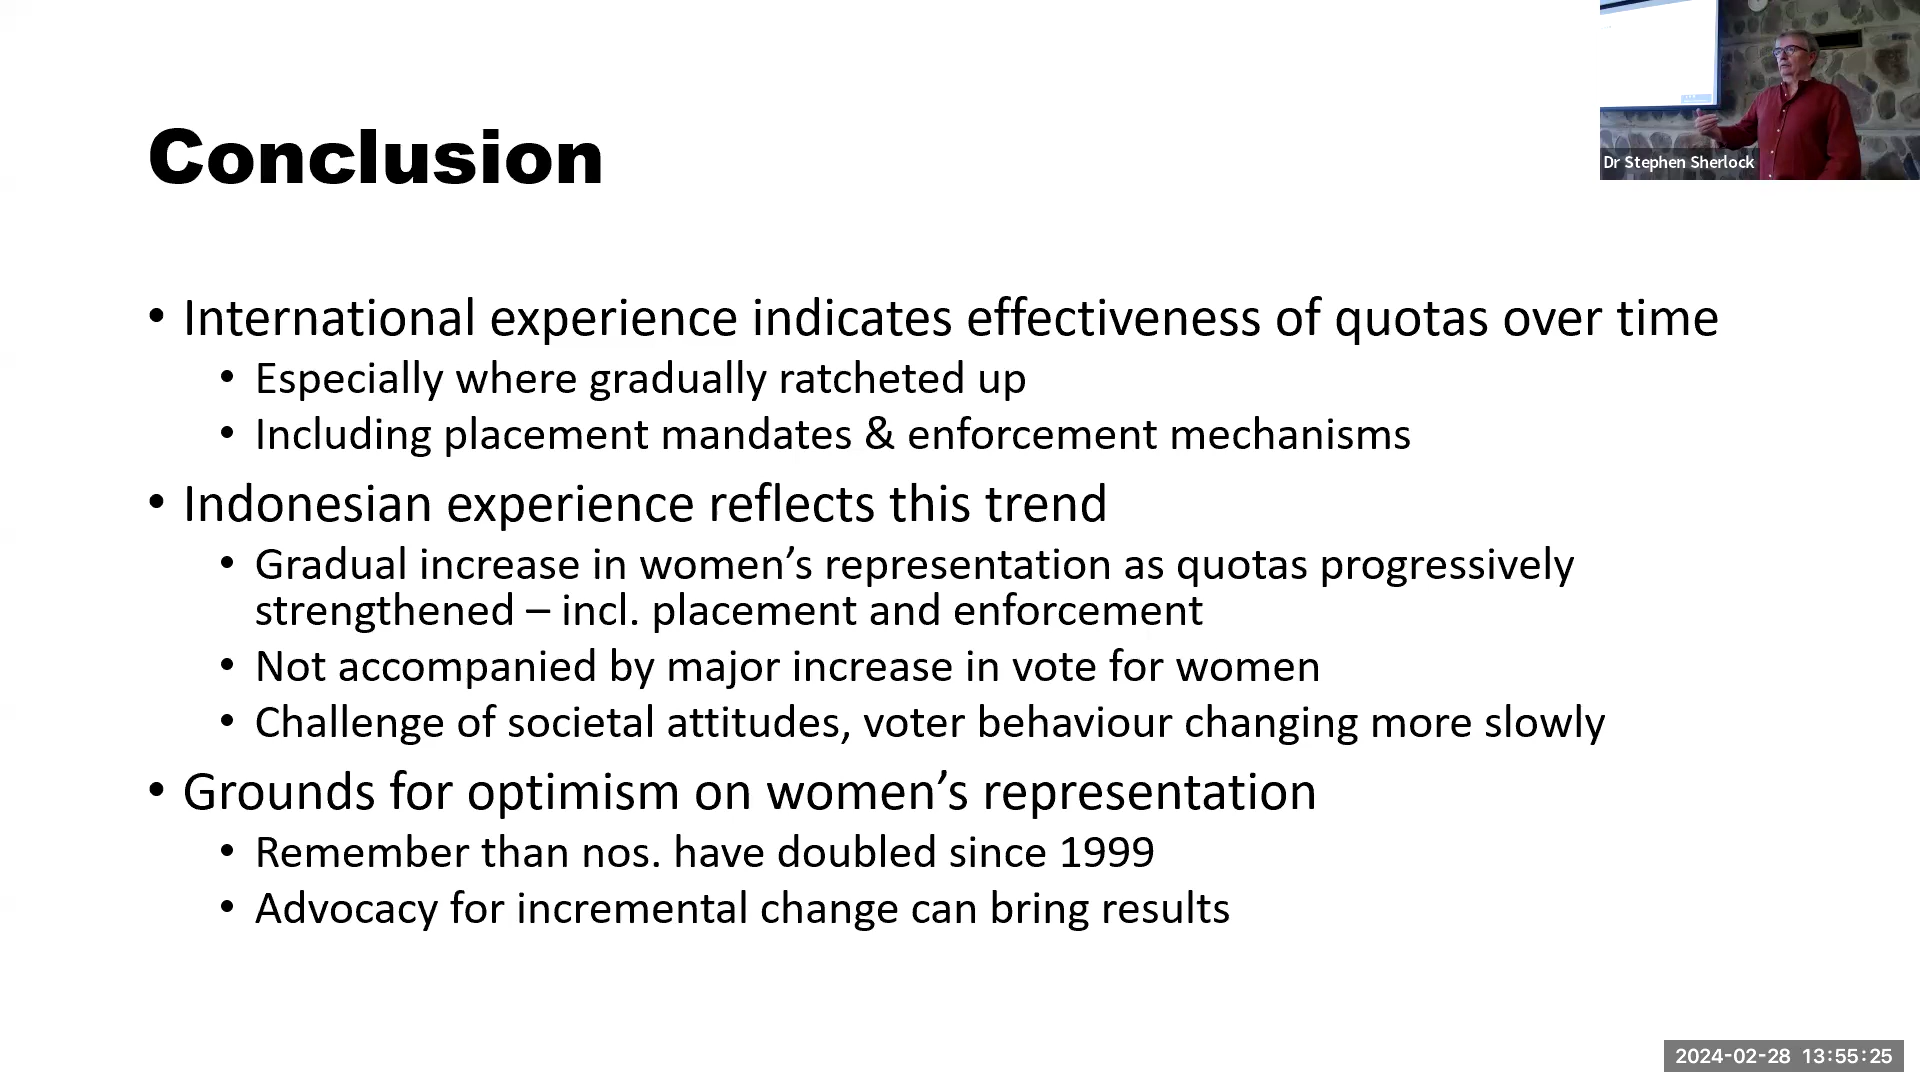 Dr Stephen Sherlock
Conclusion
• International experience indicates effectiveness of quotas over time
• Especially where gradually ratcheted up
• Including placement mandates & enforcement mechanisms
• Indonesian experience reflects this trend
• Gradual increase in women’s representation as quotas progressively
strengthened – incl. placement and enforcement
• Not accompanied by major increase in vote for women
• Challenge of societal attitudes, voter behaviour changing more slowly
• Grounds for optimism on women’s representation
• Remember than nos. have doubled since 1999
• Advocacy for incremental change can bring results
2024-02-28 13:55:25